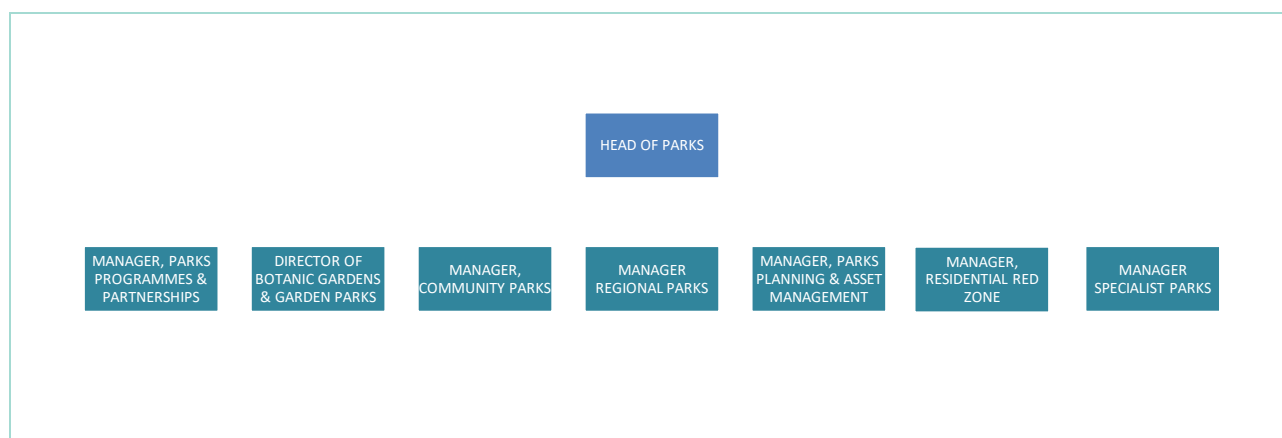 HEAD OF PARKS
MANAGER, PARKS
PROGRAMMES &
PARTNERSHIPS
DIRECTOR OF
BOTANIC GARDENS
& GARDEN PARKS
MANAGER,
COMMUNITY PARKS
MANAGER
REGIONAL PARKS
MANAGER, PARKS
PLANNING & ASSET
MANAGEMENT
MANAGER,
RESIDENTIAL RED
ZONE
MANAGER
SPECIALIST PARKS